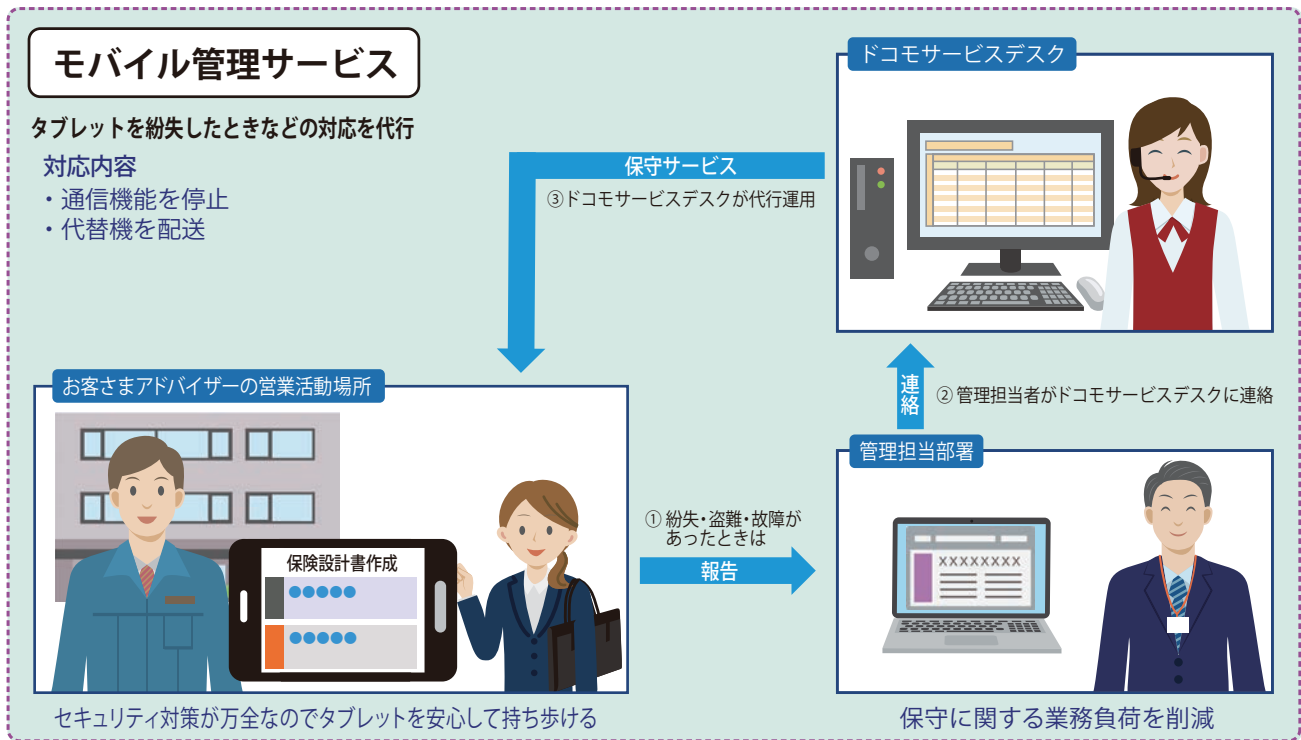 モバイル管理サービス
タブレットを紛失したときなどの対応を代行
対応内容
・通信機能を停止
・代替機を配送
ドコモサービスデスク
保守サービス
③ドコモサービスデスクが代行運用
お客さまアドバイザーの営業活動場所
保険設計書作成
●●●●●
●●●●●
セキュリティ対策が万全なのでタブレットを安心して持ち歩ける
① 紛失・盗難・故障が
あったときは
報告
連絡
② 管理担当者がドコモサービスデスクに連絡
管理担当部署
XXXXXXXX
保守に関する業務負荷を削減